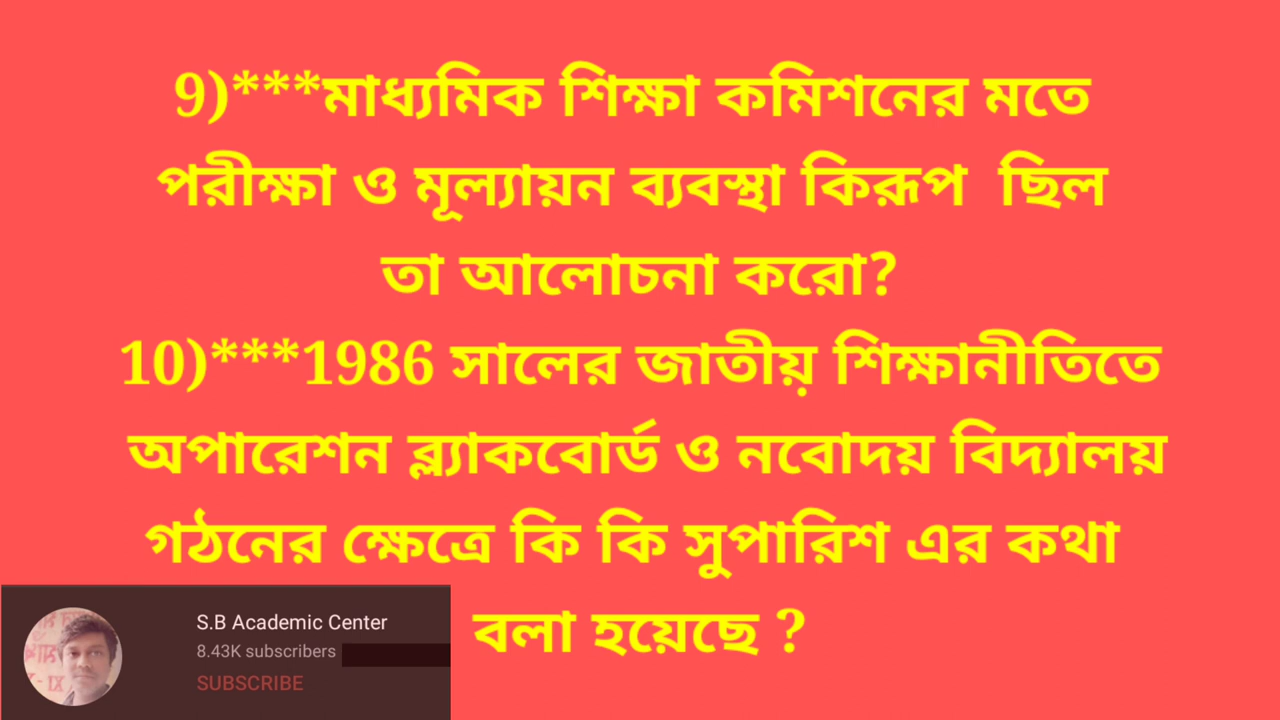 9)***মাধ্যমিক শিক্ষা কমিশনের মতে
পরীক্ষা ও মূল্যায়ন ব্যবস্থা কিরূপ ছিল
তা আলোচনা করো?
10)***1986 সালের জাতীয় শিক্ষানীতিতে
অপারেশন ব্ল্যাকবোর্ড ও নবোদয় বিদ্যালয়
গঠনের ক্ষেত্রে কি কি সুপারিশ এর কথা
বলা হয়েছে ?
S.B Academic Center
8.43K subscribers
SUBSCRIBE